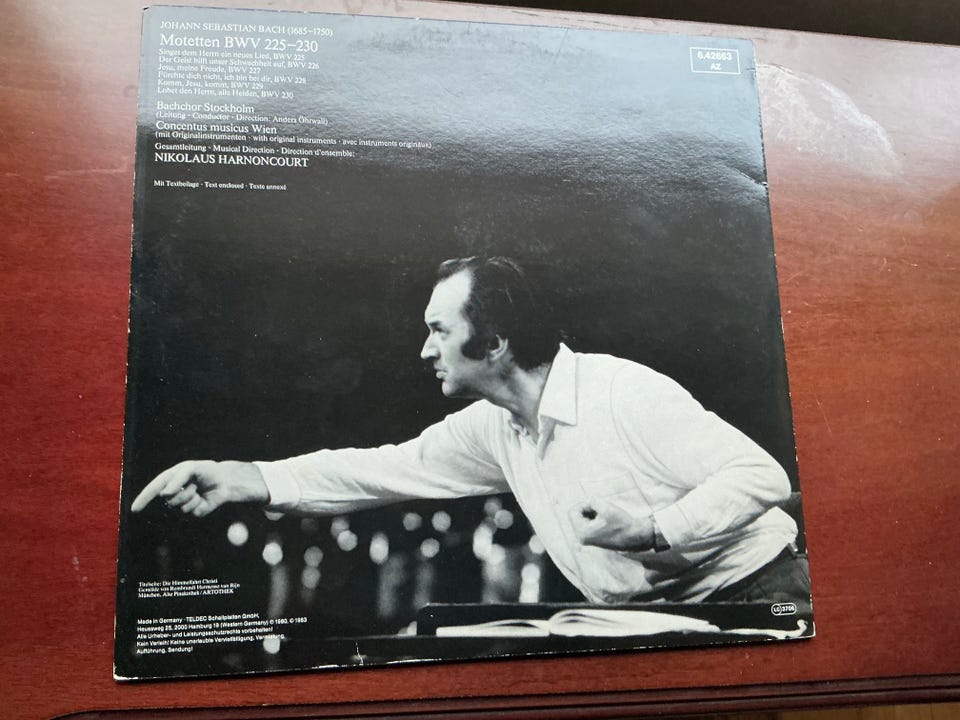 JOHANN SEBASTIAN BACH (1685–1750)
Motetten BWV 225–230
Singet dem Herrn ein neues Lied, BWV 225
Der Geist hilft unser Schwachheit auf, BWV 226
Jesu, meine Freude, BWV 227
Fürchte dich nicht, ich bin bei dir, BWV 228
Komm, Jesu, komm, BWV 229
Lobet den Herrn, alle Heiden, BWV 230
Bachchor Stockholm
(Leitung · Conductor · Direction: Anders Öhrwall)
Concentus musicus Wien
(mit Originalinstrumenten · with original instruments · avec instruments originaux)
Gesamtleitung · Musical Direction · Direction d'ensemble:
NIKOLAUS HARNONCOURT
Mit Textbeilage · Text enclosed · Texte annexé
6.42663
AZ
Titelseite: Die Himmelfahrt Christi
Gemälde von Rembrandt Harmensz van Rijn
München, Alte Pinakothek/ARTOTHEK
Made in Germany · TELDEC Schallplatten GmbH,
Heussweg 25, 2000 Hamburg 19 (Western Germany) ℗ 1980, © 1983
Alle Urheber- und Leistungsschutzrechte vorbehalten!
Kein Verleih! Keine unerlaubte Vervielfältigung, Vermietung,
Aufführung, Sendung!
LC 3706